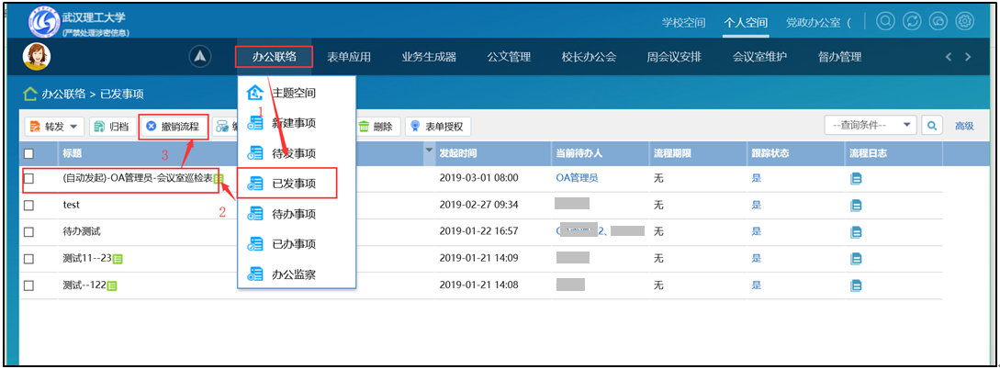 武汉理工大学
(严禁处理涉密信息)
学校空间 个人空间 党政办公室（
办公联络 表单应用 业务生成器 公文管理 校长办公会 周会议安排 会议室维护 督办管理
办公联络 > 已发事项
主题空间
1
新建事项
待发事项
已发事项
待办事项
已办事项
办公监察
转发 归档 撤销流程 删除 表单授权 --查询条件-- 高级
3
标题 发起时间 当前待办人 流程期限 跟踪状态 流程日志
(自动发起)-OA管理员-会议室巡检表 2019-03-01 08:00 OA管理员 无 是
2
test 2019-02-27 09:34 无 是
待办测试 2019-01-22 16:57 2、 无 是
测试11--23 2019-01-21 14:09 无 是
测试--122 2019-01-21 14:08 无 是